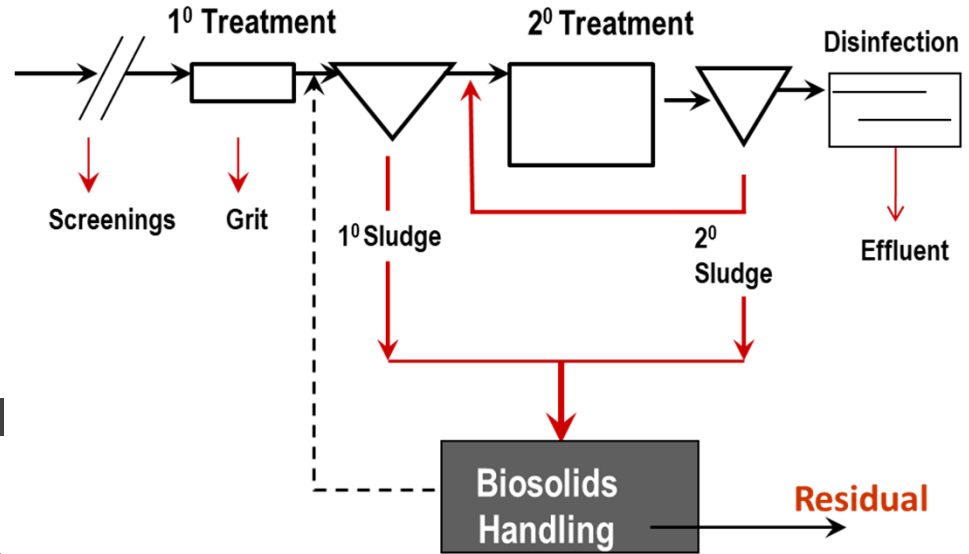 1⁰ Treatment
2⁰ Treatment
Disinfection
Screenings
Grit
1⁰ Sludge
2⁰
Sludge
Effluent
Biosolids
Handling
Residual